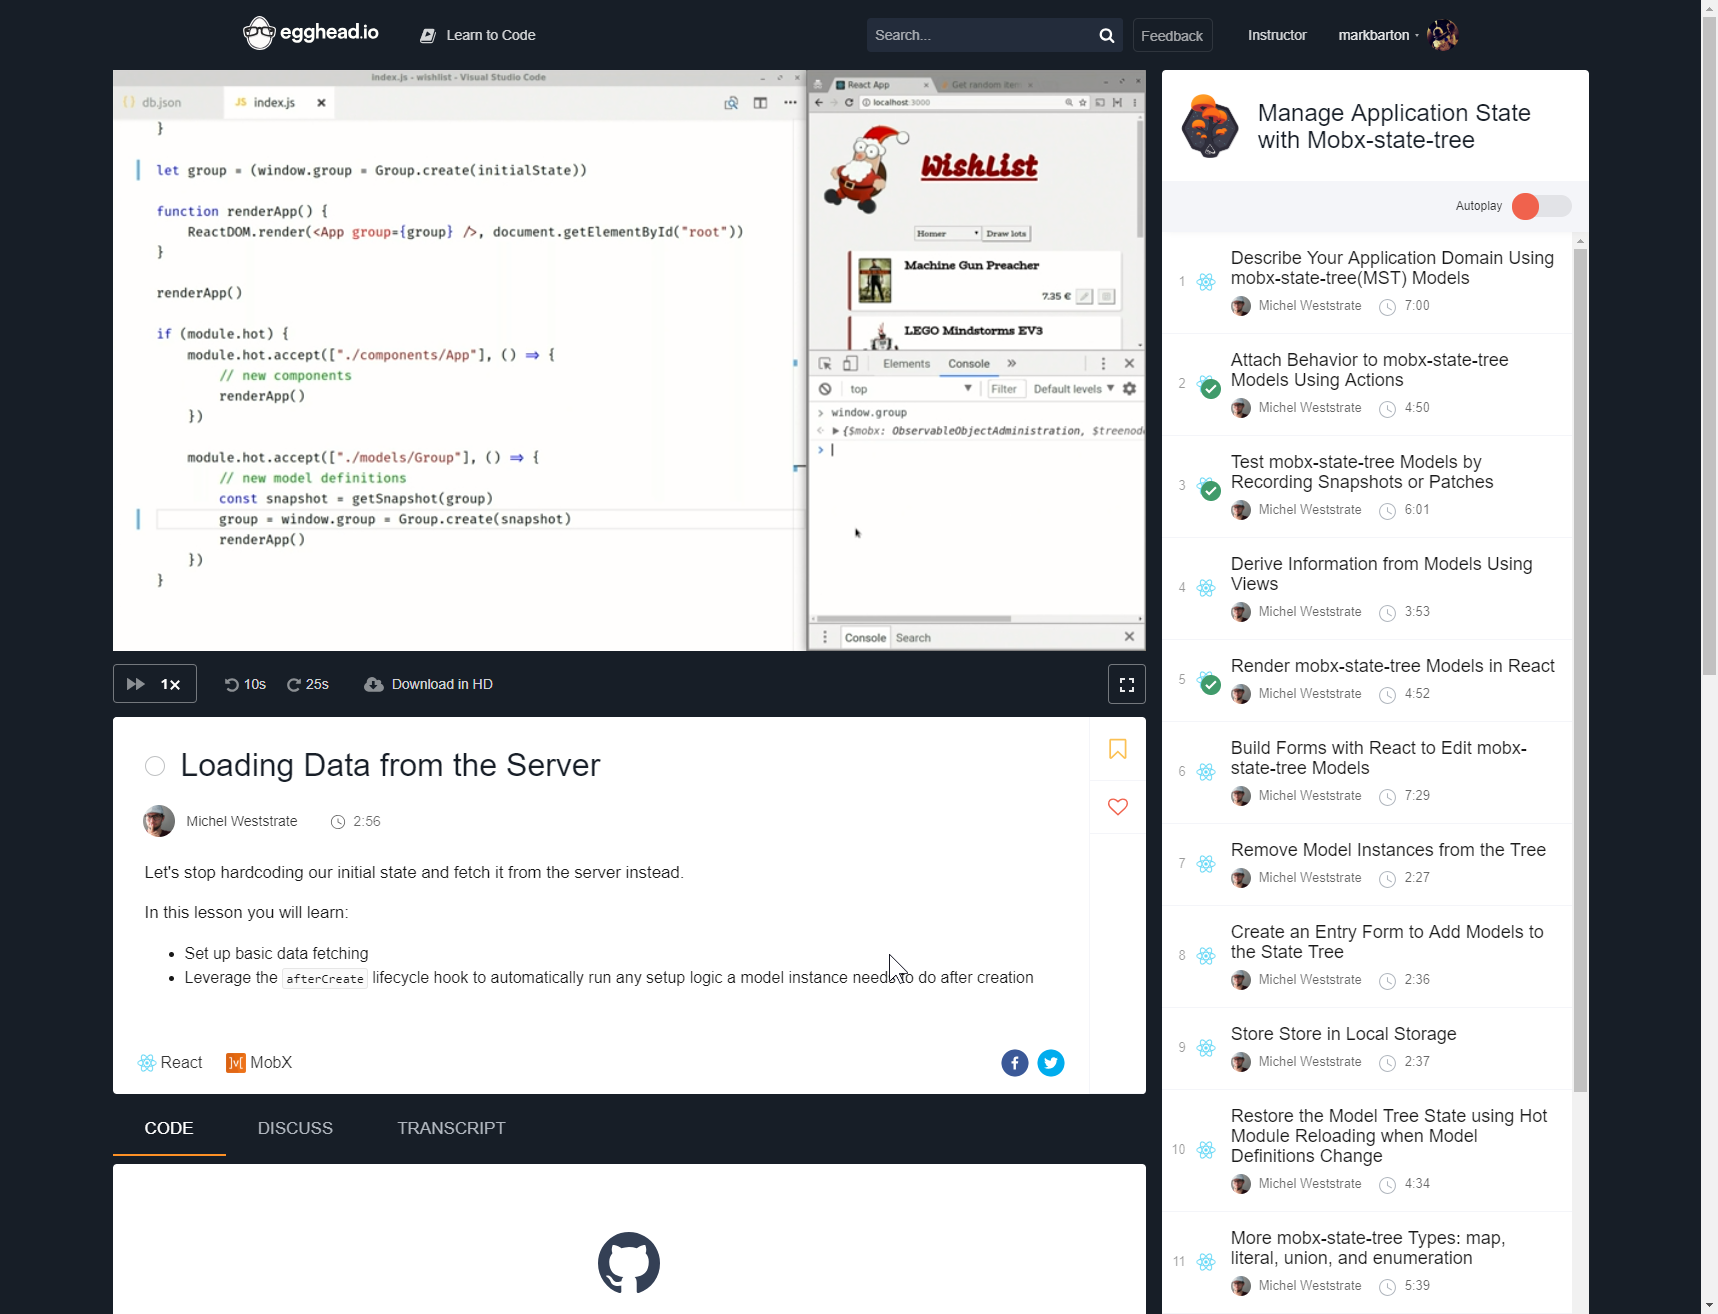 egghead.io
Learn to Code
Search...
Feedback
Instructor
markbarton
index.js - wishlist - Visual Studio Code
{ } db.json
JS index.js ×
}
let group = (window.group = Group.create(initialState))
function renderApp() {
ReactDOM.render(<App group={group} />, document.getElementById("root"))
}
renderApp()
if (module.hot) {
module.hot.accept(["./components/App"], () => {
// new components
renderApp()
})
module.hot.accept(["./models/Group"], () => {
// new model definitions
const snapshot = getSnapshot(group)
group = window.group = Group.create(snapshot)
renderApp()
})
}
React App
Get random item
localhost:3000
WishList
Homer
Draw lots
Machine Gun Preacher
7.35 €
LEGO Mindstorms EV3
Elements
Console
top
Filter
Default levels
window.group
{$mobx: ObservableObjectAdministration, $treenod
Console
Search
1x
10s
25s
Download in HD
Loading Data from the Server
Michel Weststrate
2:56
Let's stop hardcoding our initial state and fetch it from the server instead.
In this lesson you will learn:
• Set up basic data fetching
• Leverage the afterCreate lifecycle hook to automatically run any setup logic a model instance needs to do after creation
React
MobX
CODE
DISCUSS
TRANSCRIPT
Manage Application State
with Mobx-state-tree
Autoplay
1
Describe Your Application Domain Using
mobx-state-tree(MST) Models
Michel Weststrate
7:00
2
Attach Behavior to mobx-state-tree
Models Using Actions
Michel Weststrate
4:50
3
Test mobx-state-tree Models by
Recording Snapshots or Patches
Michel Weststrate
6:01
4
Derive Information from Models Using
Views
Michel Weststrate
3:53
5
Render mobx-state-tree Models in React
Michel Weststrate
4:52
6
Build Forms with React to Edit mobx-
state-tree Models
Michel Weststrate
7:29
7
Remove Model Instances from the Tree
Michel Weststrate
2:27
8
Create an Entry Form to Add Models to
the State Tree
Michel Weststrate
2:36
9
Store Store in Local Storage
Michel Weststrate
2:37
10
Restore the Model Tree State using Hot
Module Reloading when Model
Definitions Change
Michel Weststrate
4:34
11
More mobx-state-tree Types: map,
literal, union, and enumeration
Michel Weststrate
5:39